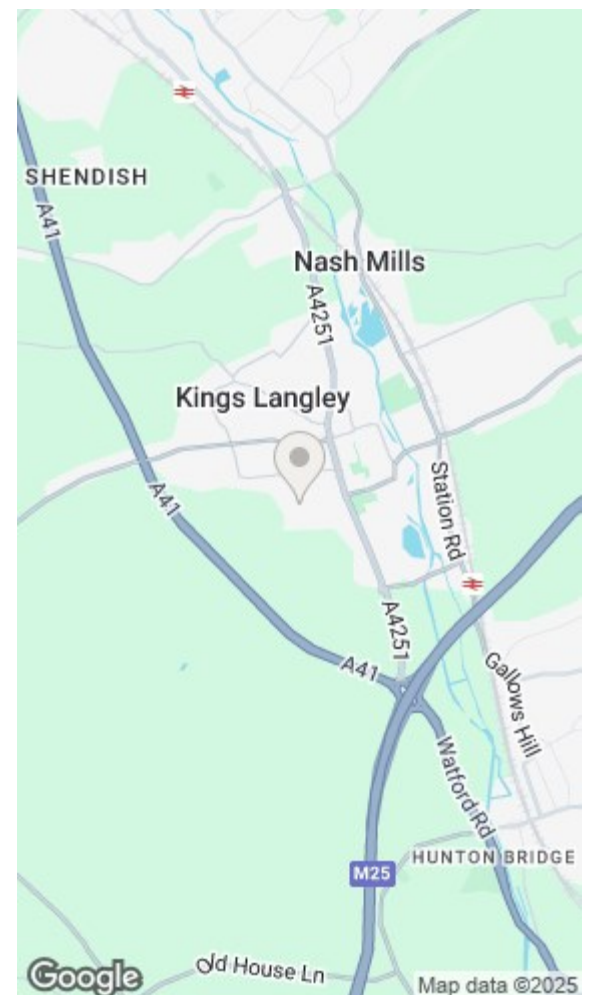 SHENDISH
A41
Nash Mills
A4251
Kings Langley
A41
Station Rd
A4251
A41
Gallows Hill
Watford Rd
HUNTON BRIDGE
M25
Old House Ln
Google
Map data ©2025